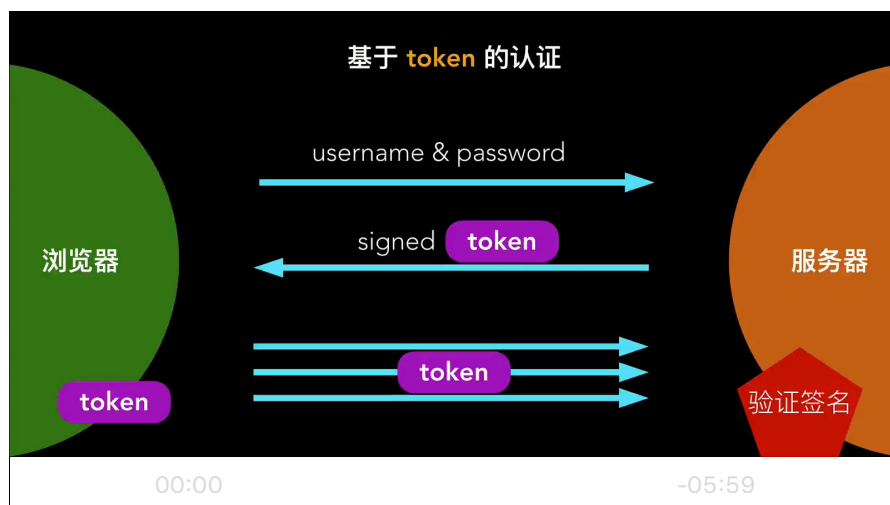 基于 token 的认证
username & password
signed token
浏览器
服务器
token
token
验证签名
00:00
-05:59